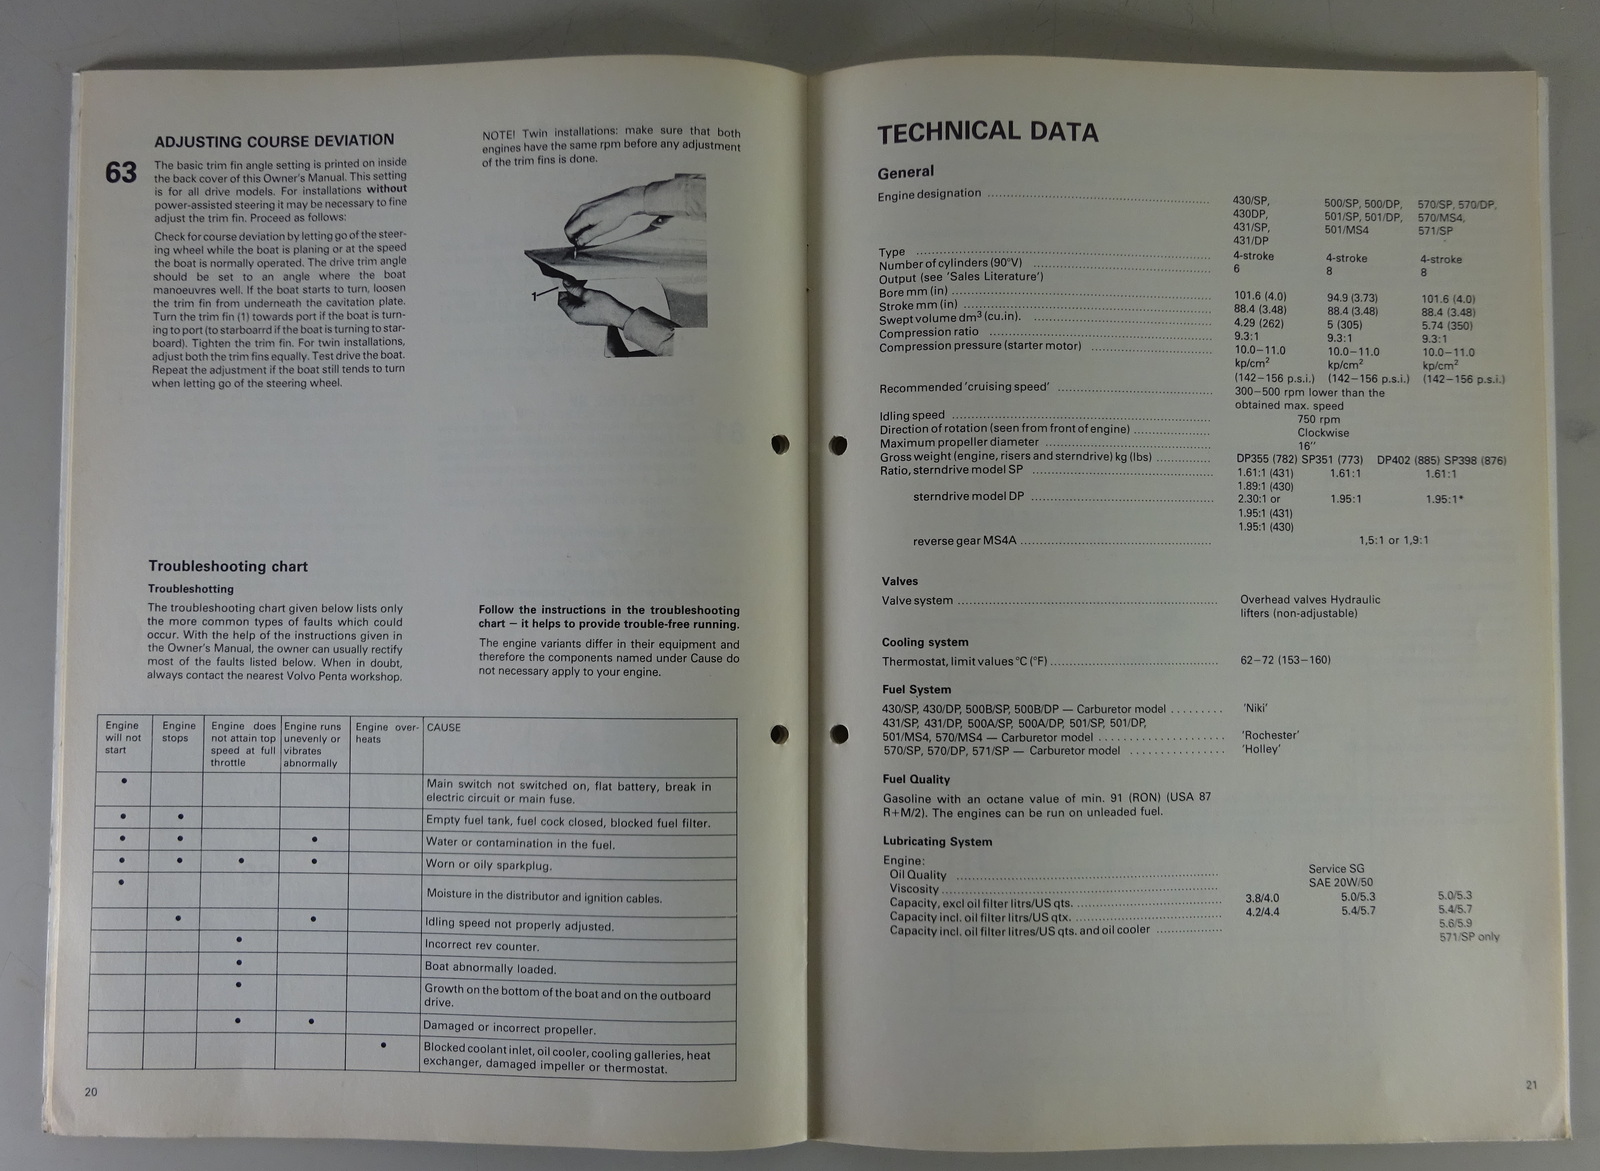 ADJUSTING COURSE DEVIATION
63
The basic trim fin angle setting is printed on inside
the back cover of this Owner's Manual. This setting
is for all drive models. For installations without
power-assisted steering it may be necessary to fine
adjust the trim fin. Proceed as follows:
Check for course deviation by letting go of the steer-
ing wheel while the boat is planing or at the speed
the boat is normally operated. The drive trim angle
should be set to an angle where the boat
manoeuvres well. If the boat starts to turn, loosen
the trim fin from underneath the cavitation plate.
Turn the trim fin (1) towards port if the boat is turn-
ing to port (to starboard if the boat is turning to star-
board). Tighten the trim fin. For twin installations,
adjust both the trim fins equally. Test drive the boat.
Repeat the adjustment if the boat still tends to turn
when letting go of the steering wheel.
NOTE! Twin installations: make sure that both
engines have the same rpm before any adjustment
of the trim fins is done.
1
Troubleshooting chart
Troubleshotting
The troubleshooting chart given below lists only
the more common types of faults which could
occur. With the help of the instructions given in
the Owner's Manual, the owner can usually rectify
most of the faults listed below. When in doubt,
always contact the nearest Volvo Penta workshop.
Follow the instructions in the troubleshooting
chart – it helps to provide trouble-free running.
The engine variants differ in their equipment and
therefore the components named under Cause do
not necessary apply to your engine.
Engine will not start | Engine stops | Engine does not attain top speed at full throttle | Engine runs unevenly or vibrates abnormally | Engine over-heats | CAUSE
• Main switch not switched on, flat battery, break in
electric circuit or main fuse.
• • Empty fuel tank, fuel cock closed, blocked fuel filter.
• • • Water or contamination in the fuel.
• • • • Worn or oily sparkplug.
• Moisture in the distributor and ignition cables.
• • Idling speed not properly adjusted.
• Incorrect rev counter.
• Boat abnormally loaded.
• Growth on the bottom of the boat and on the outboard
drive.
• • Damaged or incorrect propeller.
• Blocked coolant inlet, oil cooler, cooling galleries, heat
exchanger, damaged impeller or thermostat.
20
TECHNICAL DATA
General
Engine designation 430/SP, 500/SP, 500/DP, 570/SP, 570/DP,
430DP, 501/SP, 501/DP, 570/MS4,
431/SP, 501/MS4 571/SP
431/DP
Type 4-stroke 4-stroke 4-stroke
Number of cylinders (90°V) 6 8 8
Output (see 'Sales Literature')
Bore mm (in) 101.6 (4.0) 94.9 (3.73) 101.6 (4.0)
Stroke mm (in) 88.4 (3.48) 88.4 (3.48) 88.4 (3.48)
Swept volume dm³ (cu.in). 4.29 (262) 5 (305) 5.74 (350)
Compression ratio 9.3:1 9.3:1 9.3:1
Compression pressure (starter motor) 10.0–11.0 10.0–11.0 10.0–11.0
kp/cm² kp/cm² kp/cm²
(142–156 p.s.i.) (142–156 p.s.i.) (142–156 p.s.i.)
Recommended 'cruising speed' 300–500 rpm lower than the
obtained max. speed
Idling speed 750 rpm
Direction of rotation (seen from front of engine) Clockwise
Maximum propeller diameter 16″
Gross weight (engine, risers and sterndrive) kg (lbs) DP355 (782) SP351 (773) DP402 (885) SP398 (876)
Ratio, sterndrive model SP 1.61:1 (431) 1.61:1 1.61:1
1.89:1 (430)
sterndrive model DP 2.30:1 or 1.95:1 1.95:1*
1.95:1 (431)
1.95:1 (430)
reverse gear MS4A 1,5:1 or 1,9:1
Valves
Valve system Overhead valves Hydraulic
lifters (non-adjustable)
Cooling system
Thermostat, limit values °C (°F) 62–72 (153–160)
Fuel System
430/SP, 430/DP, 500B/SP, 500B/DP — Carburetor model 'Niki'
431/SP, 431/DP, 500A/SP, 500A/DP, 501/SP, 501/DP,
501/MS4, 570/MS4 — Carburetor model 'Rochester'
570/SP, 570/DP, 571/SP — Carburetor model 'Holley'
Fuel Quality
Gasoline with an octane value of min. 91 (RON) (USA 87
R+M/2). The engines can be run on unleaded fuel.
Lubricating System
Engine:
Oil Quality Service SG
Viscosity SAE 20W/50
Capacity, excl oil filter litrs/US qts. 3.8/4.0 5.0/5.3 5.0/5.3
Capacity incl. oil filter litrs/US qtx. 4.2/4.4 5.4/5.7 5.4/5.7
Capacity incl. oil filter litres/US qts. and oil cooler 5.6/5.9
571/SP only
21